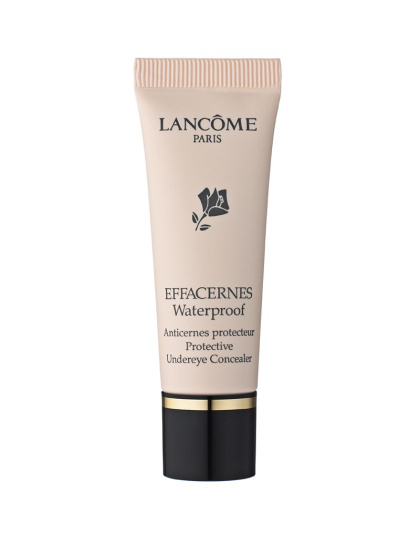 LANCÔME
PARIS
EFFACERNES
Waterproof
Anticernes protecteur
Protective
Undereye Concealer